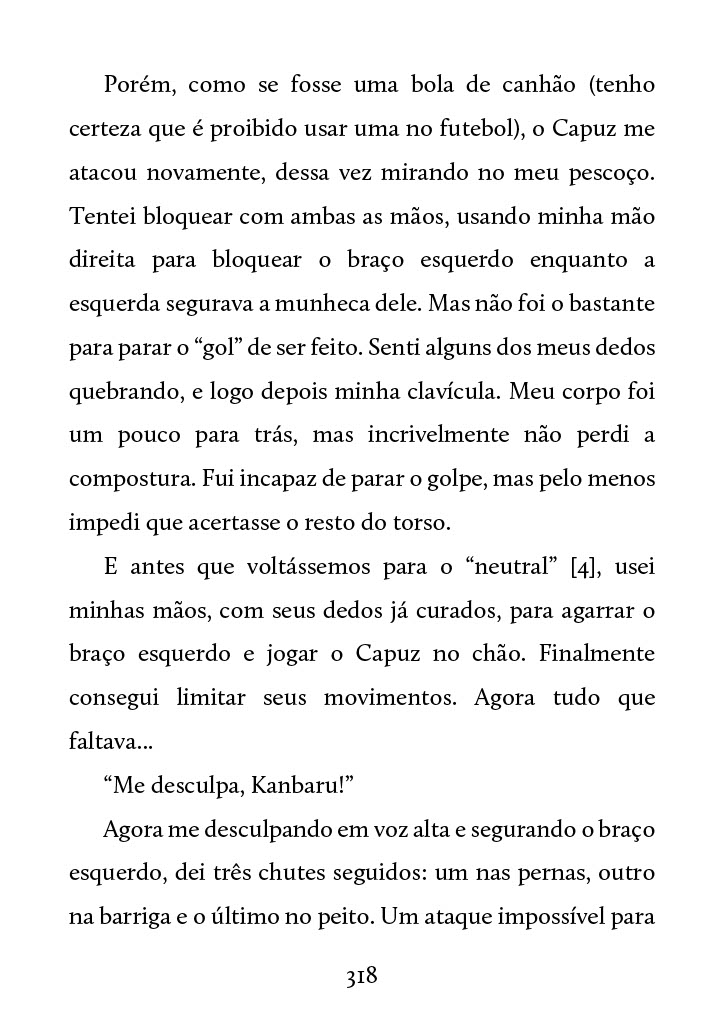 Porém, como se fosse uma bola de canhão (tenho
certeza que é proibido usar uma no futebol), o Capuz me
atacou novamente, dessa vez mirando no meu pescoço.
Tentei bloquear com ambas as mãos, usando minha mão
direita para bloquear o braço esquerdo enquanto a
esquerda segurava a munheca dele. Mas não foi o bastante
para parar o “gol” de ser feito. Senti alguns dos meus dedos
quebrando, e logo depois minha clavícula. Meu corpo foi
um pouco para trás, mas incrivelmente não perdi a
compostura. Fui incapaz de parar o golpe, mas pelo menos
impedi que acertasse o resto do torso.
E antes que voltássemos para o “neutral” [4], usei
minhas mãos, com seus dedos já curados, para agarrar o
braço esquerdo e jogar o Capuz no chão. Finalmente
consegui limitar seus movimentos. Agora tudo que
faltava...
“Me desculpa, Kanbaru!”
Agora me desculpando em voz alta e segurando o braço
esquerdo, dei três chutes seguidos: um nas pernas, outro
na barriga e o último no peito. Um ataque impossível para
318